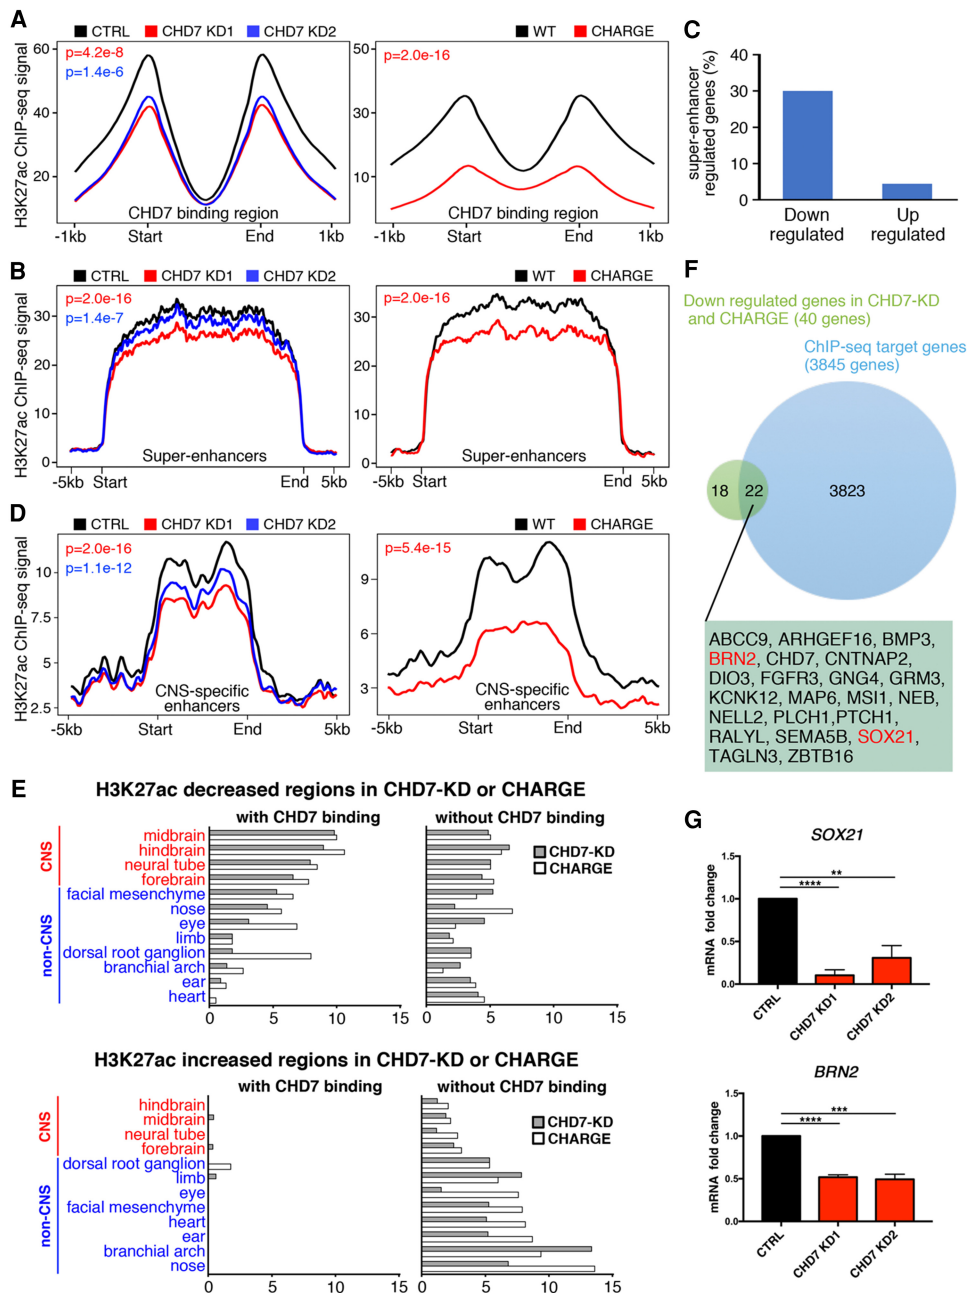 A
CTRL CHD7 KD1 CHD7 KD2
H3K27ac ChIP-seq signal
60
40
20
p=4.2e-8
p=1.4e-6
CHD7 binding region
-1kb Start End 1kb
WT CHARGE
50
30
10
p=2.0e-16
CHD7 binding region
-1kb Start End 1kb
C
super-enhancer
regulated genes (%)
40
30
20
10
0
Down
regulated
Up
regulated
B
CTRL CHD7 KD1 CHD7 KD2
H3K27ac ChIP-seq signal
30
20
10
0
p=2.0e-16
p=1.4e-7
Super-enhancers
-5kb Start End 5kb
WT CHARGE
30
20
10
0
p=2.0e-16
Super-enhancers
-5kb Start End 5kb
F
Down regulated genes in CHD7-KD
and CHARGE (40 genes)
ChIP-seq target genes
(3845 genes)
18 22 3823
ABCC9, ARHGEF16, BMP3,
BRN2, CHD7, CNTNAP2,
DIO3, FGFR3, GNG4, GRM3,
KCNK12, MAP6, MSI1, NEB,
NELL2, PLCH1,PTCH1,
RALYL, SEMA5B, SOX21,
TAGLN3, ZBTB16
D
CTRL CHD7 KD1 CHD7 KD2
H3K27ac ChIP-seq signal
10
7.5
5
2.5
p=2.0e-16
p=1.1e-12
CNS-specific
enhancers
-5kb Start End 5kb
WT CHARGE
9
6
3
p=5.4e-15
CNS-specific
enhancers
-5kb Start End 5kb
E
H3K27ac decreased regions in CHD7-KD or CHARGE
with CHD7 binding
without CHD7 binding
CNS
non-CNS
midbrain
hindbrain
neural tube
forebrain
facial mesenchyme
nose
eye
limb
dorsal root ganglion
branchial arch
ear
heart
CHD7-KD
CHARGE
0 5 10 15
0 5 10 15
H3K27ac increased regions in CHD7-KD or CHARGE
with CHD7 binding
without CHD7 binding
CNS
non-CNS
hindbrain
midbrain
neural tube
forebrain
dorsal root ganglion
limb
eye
facial mesenchyme
heart
ear
branchial arch
nose
CHD7-KD
CHARGE
0 5 10 15
0 5 10 15
G
SOX21
mRNA fold change
1.5
1.0
0.5
0.0
**
****
CTRL
CHD7 KD1
CHD7 KD2
BRN2
mRNA fold change
1.5
1.0
0.5
0.0
***
****
CTRL
CHD7 KD1
CHD7 KD2